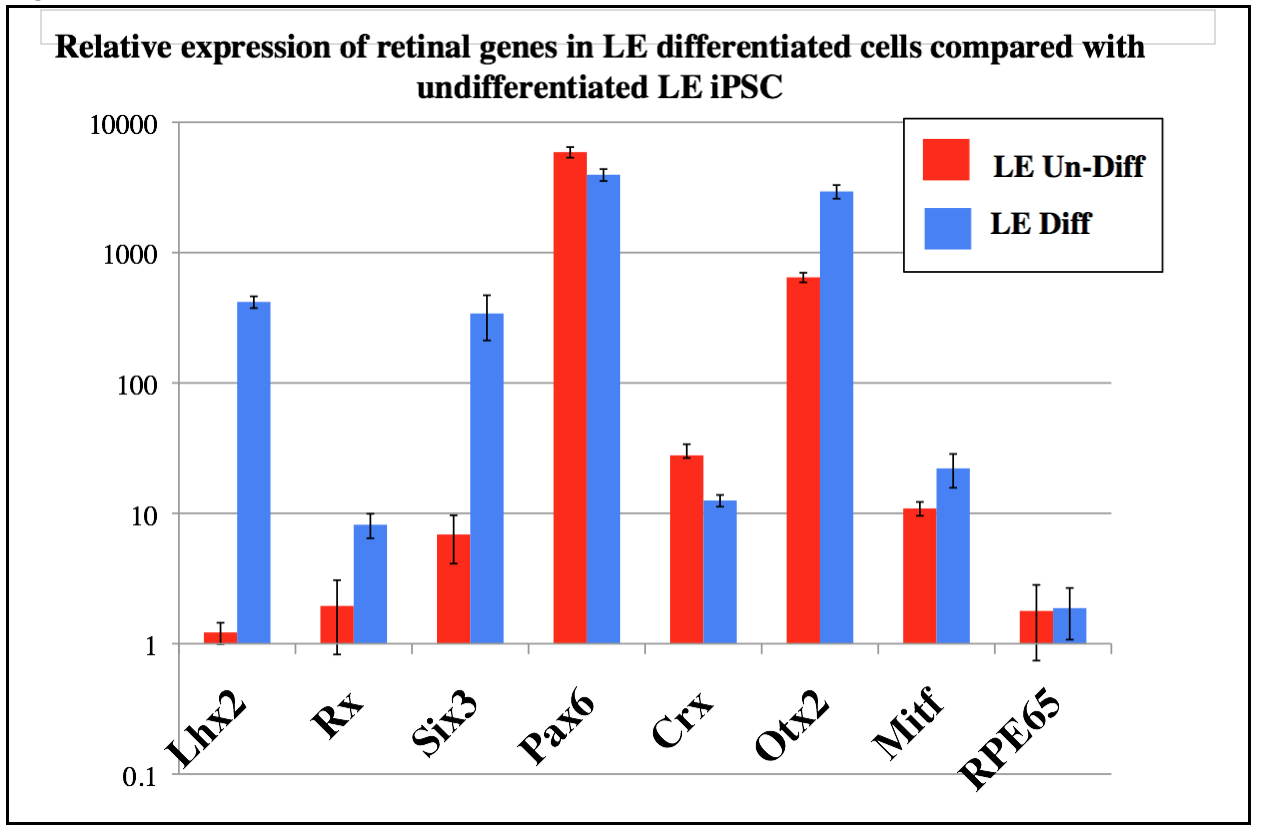 Relative expression of retinal genes in LE differentiated cells compared with
undifferentiated LE iPSC
10000
1000
100
10
1
0.1
LE Un-Diff
LE Diff
Lhx2
Rx
Six3
Pax6
Crx
Otx2
Mitf
RPE65